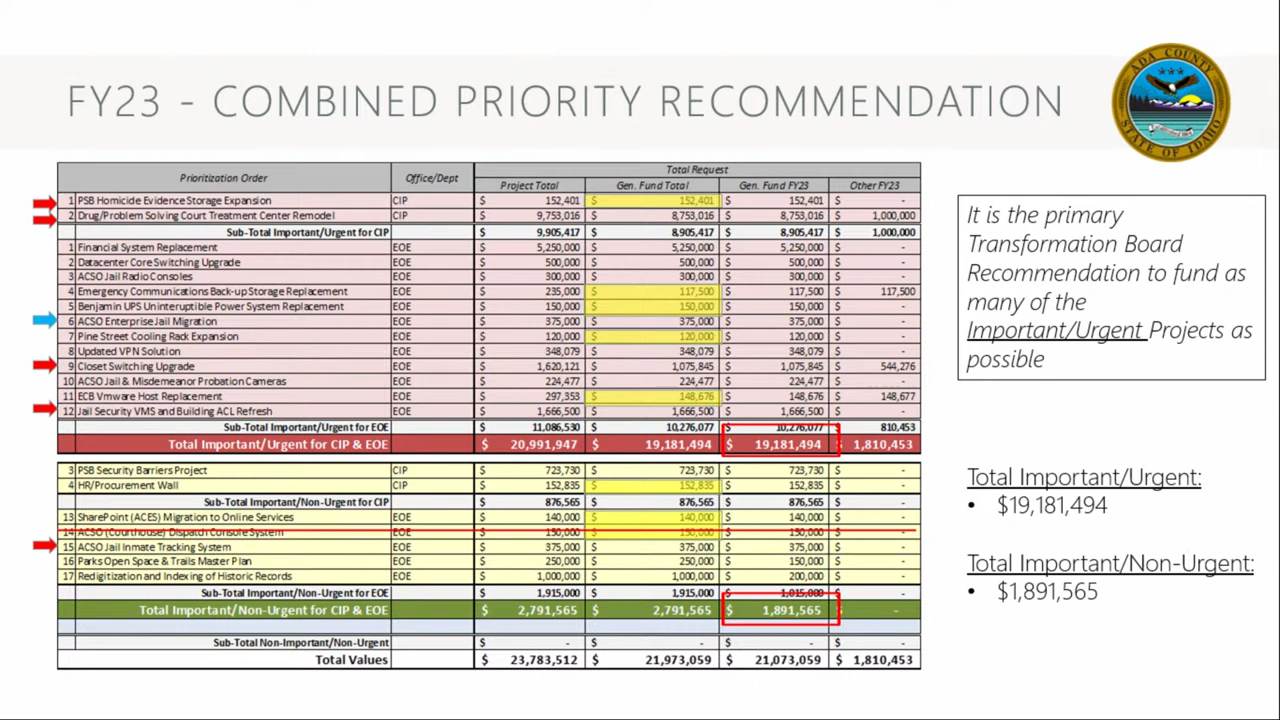 FY23 - COMBINED PRIORITY RECOMMENDATION
ADA COUNTY
STATE OF IDAHO
Prioritization Order Office/Dept Total Request
Project Total Gen. Fund Total Gen. Fund FY23 Other FY23
1 PSB Homicide Evidence Storage Expansion CIP $ 152,401 $ 152,401 $ 152,401 -
2 Drug/Problem Solving Court Treatment Center Remodel CIP $ 9,753,016 $ 8,753,016 $ 8,753,016 1,000,000
Sub-Total Important/Urgent for CIP $ 9,905,417 $ 8,905,417 $ 8,905,417 1,000,000
1 Financial System Replacement EOE $ 5,250,000 $ 5,250,000 $ 5,250,000 -
2 Datacenter Core Switching Upgrade EOE $ 500,000 $ 500,000 $ 500,000 -
3 ACSO Jail Radio Consoles EOE $ 300,000 $ 300,000 $ 300,000 -
4 Emergency Communications Back-up Storage Replacement EOE $ 235,000 $ 117,500 $ 117,500 117,500
5 Benjamin UPS Uninteruptible Power System Replacement EOE $ 150,000 $ 150,000 $ 150,000 -
6 ACSO Enterprise Jail Migration EOE $ 375,000 $ 375,000 $ 375,000 -
7 Pine Street Cooling Rack Expansion EOE $ 120,000 $ 120,000 $ 120,000 -
8 Updated VPN Solution EOE $ 348,079 $ 348,079 $ 348,079 -
9 Closet Switching Upgrade EOE $ 1,620,121 $ 1,075,845 $ 1,075,845 544,276
10 ACSO Jail & Misdemeanor Probation Cameras EOE $ 224,477 $ 224,477 $ 224,477 -
11 ECB Vmware Host Replacement EOE $ 297,353 $ 148,676 $ 148,676 148,677
12 Jail Security VMS and Building ACL Refresh EOE $ 1,666,500 $ 1,666,500 $ 1,666,500 -
Sub-Total Important/Urgent for EOE $ 11,086,530 $ 10,276,077 $ 10,276,077 810,453
Total Important/Urgent for CIP & EOE $ 20,991,947 $ 19,181,494 $ 19,181,494 $ 1,810,453
3 PSB Security Barriers Project CIP $ 723,730 $ 723,730 $ 723,730 -
4 HR/Procurement Wall CIP $ 152,835 $ 152,835 $ 152,835 -
Sub-Total Important/Non-Urgent for CIP $ 876,565 $ 876,565 $ 876,565 -
13 SharePoint (ACES) Migration to Online Services EOE $ 140,000 $ 140,000 $ 140,000 -
14 ACSO (Courthouse) Dispatch Console System EOE $ 150,000 $ 150,000 $ 150,000 -
15 ACSO Jail Inmate Tracking System EOE $ 375,000 $ 375,000 $ 375,000 -
16 Parks Open Space & Trails Master Plan EOE $ 250,000 $ 250,000 $ 250,000 -
17 Redigitization and Indexing of Historic Records EOE $ 1,000,000 $ 1,000,000 $ 200,000 -
Sub-Total Important/Non-Urgent for EOE $ 1,915,000 $ 1,915,000 $ 1,015,000 -
Total Important/Non-Urgent for CIP & EOE $ 2,791,565 $ 2,791,565 $ 1,891,565 $ -
Sub-Total Non-Important/Non-Urgent $ - $ - $ - -
Total Values $ 23,783,512 $ 21,973,059 $ 21,073,059 $ 1,810,453
It is the primary
Transformation Board
Recommendation to fund as
many of the
Important/Urgent Projects as
possible
Total Important/Urgent:
• $19,181,494
Total Important/Non-Urgent:
• $1,891,565